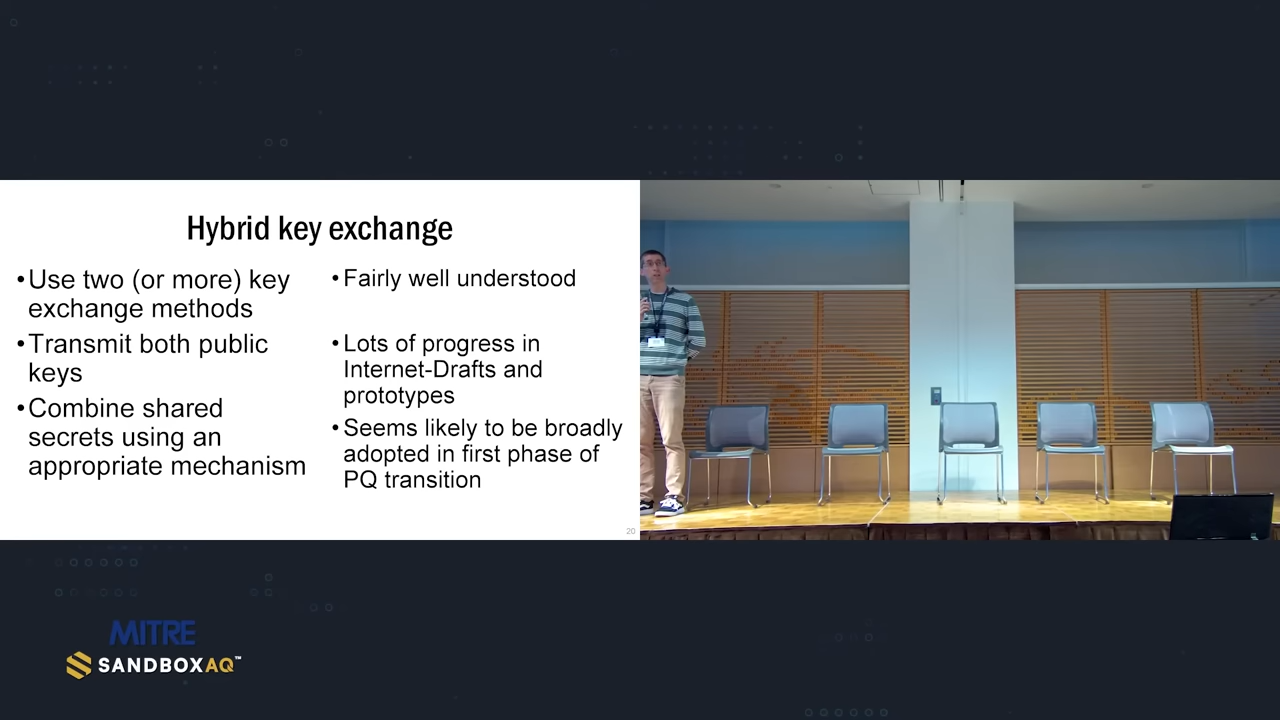 Hybrid key exchange
•Use two (or more) key
exchange methods
•Transmit both public
keys
•Combine shared
secrets using an
appropriate mechanism
•Fairly well understood
•Lots of progress in
Internet-Drafts and
prototypes
•Seems likely to be broadly
adopted in first phase of
PQ transition
20
MITRE
SANDBOXAQ™